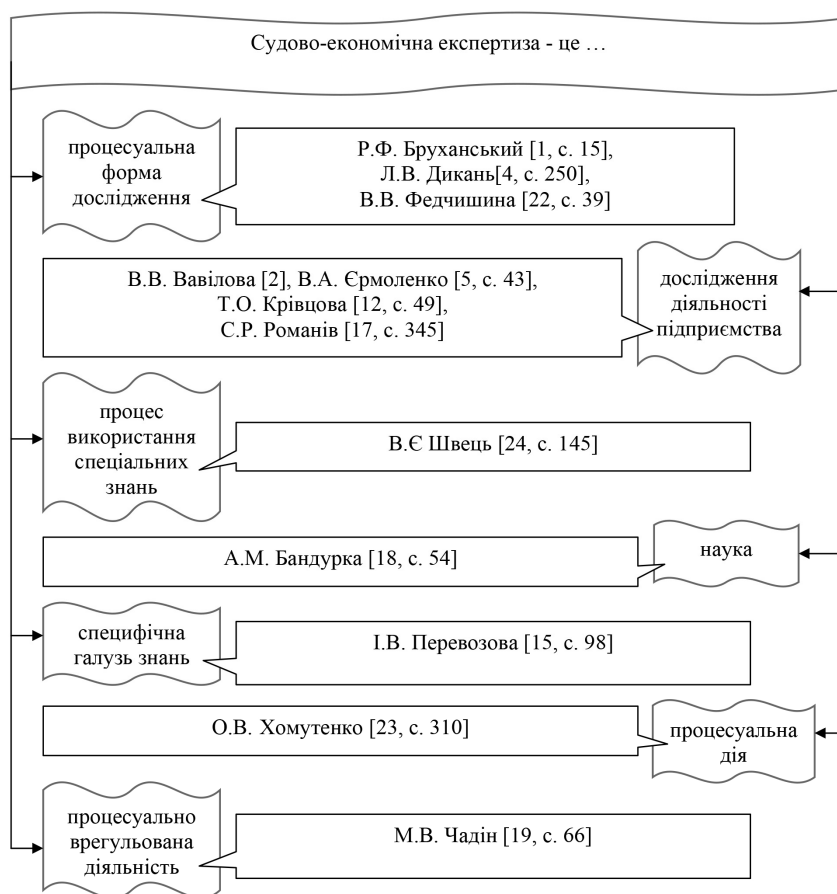 Судово-економічна експертиза - це …
процесуальна
форма
дослідження
Р.Ф. Бруханський [1, с. 15],
Л.В. Дикань[4, с. 250],
В.В. Федчишина [22, с. 39]
В.В. Вавілова [2], В.А. Єрмоленко [5, с. 43],
Т.О. Крівцова [12, с. 49],
С.Р. Романів [17, с. 345]
дослідження
діяльності
підприємства
процес
використання
спеціальних
знань
В.Є Швець [24, с. 145]
А.М. Бандурка [18, с. 54]
наука
специфічна
галузь знань
І.В. Перевозова [15, с. 98]
О.В. Хомутенко [23, с. 310]
процесуальна
дія
процесуально
врегульована
діяльність
М.В. Чадін [19, с. 66]